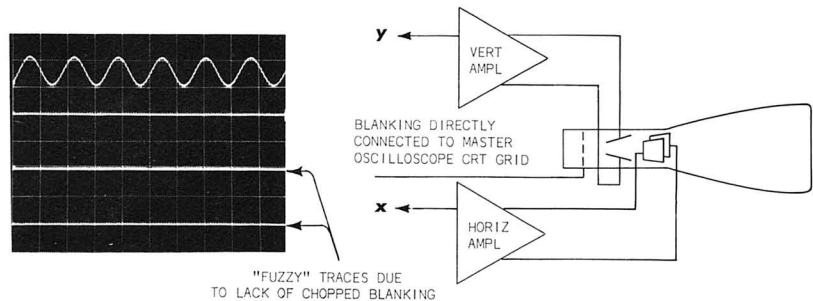 y
VERT
AMPL
BLANKING DIRECTLY
CONNECTED TO MASTER
OSCILLOSCOPE CRT GRID
x
HORIZ
AMPL
"FUZZY" TRACES DUE
TO LACK OF CHOPPED BLANKING